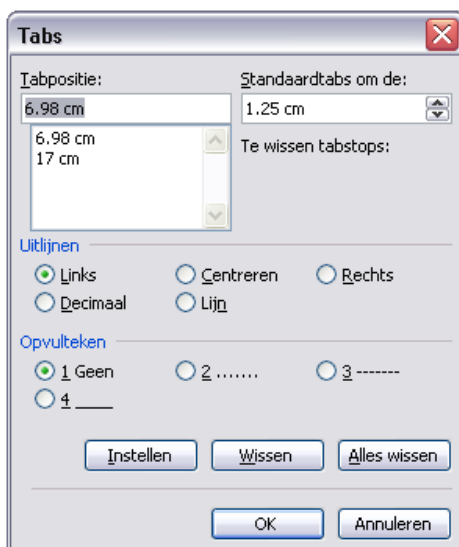 Tabs
Tabpositie: Standaardtabs om de:
6.98 cm 1.25 cm
6.98 cm Te wissen tabstops:
17 cm
Uitlijnen
Links Centreren Rechts
Decimaal Lijn
Opvulteken
1 Geen 2 ....... 3 -------
4 ____
Instellen Wissen Alles wissen
OK Annuleren